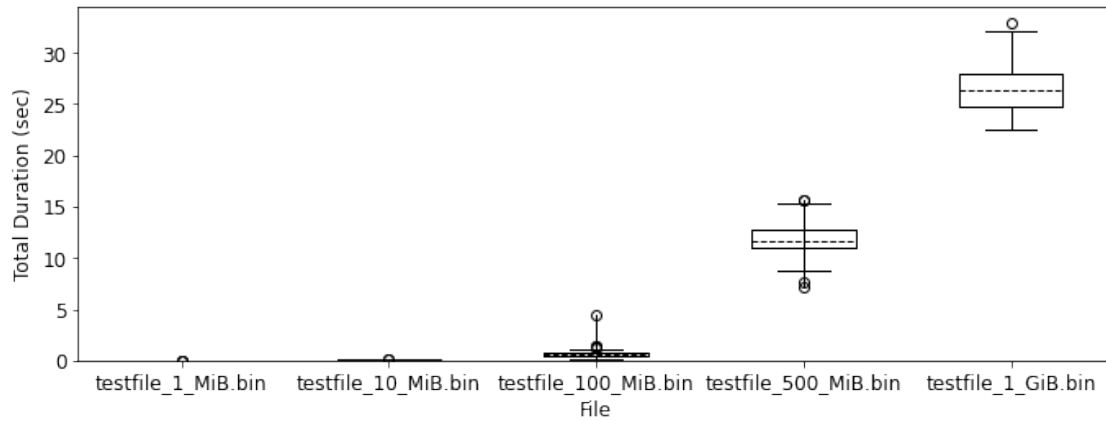 Total Duration (sec)
30
25
20
15
10
5
0
testfile_1_MiB.bin testfile_10_MiB.bin testfile_100_MiB.bin testfile_500_MiB.bin testfile_1_GiB.bin
File